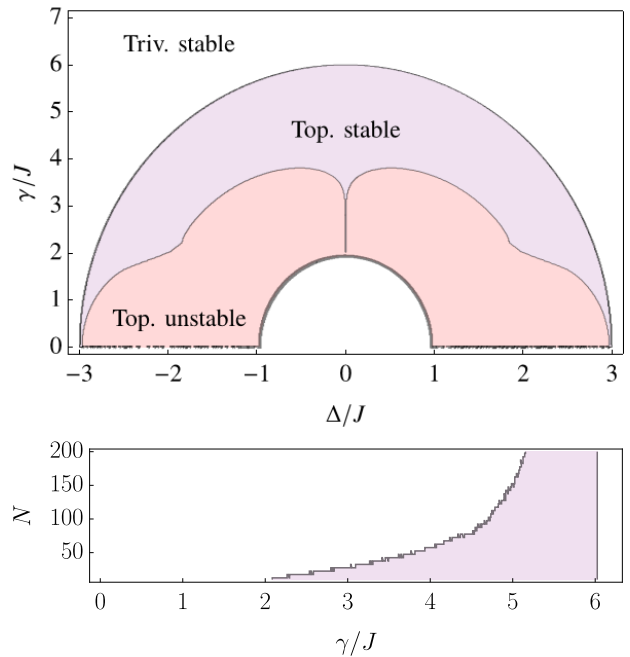 7
Triv. stable
6
5
Top. stable
4
γ/J
3
2
1
Top. unstable
0
−3 −2 −1 0 1 2 3
Δ/J
200
150
N
100
50
0 1 2 3 4 5 6
γ/J